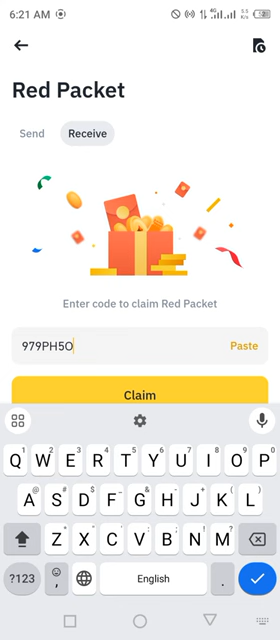 6:21 AM
Red Packet
Send Receive
Enter code to claim Red Packet
979PH5O Paste
Claim
Q W E R T Y U I O P
@ # $ _ & - + ( )
A S D F G H J K L
* " ' : ; ! ?
Z X C V B N M
?123 , English .